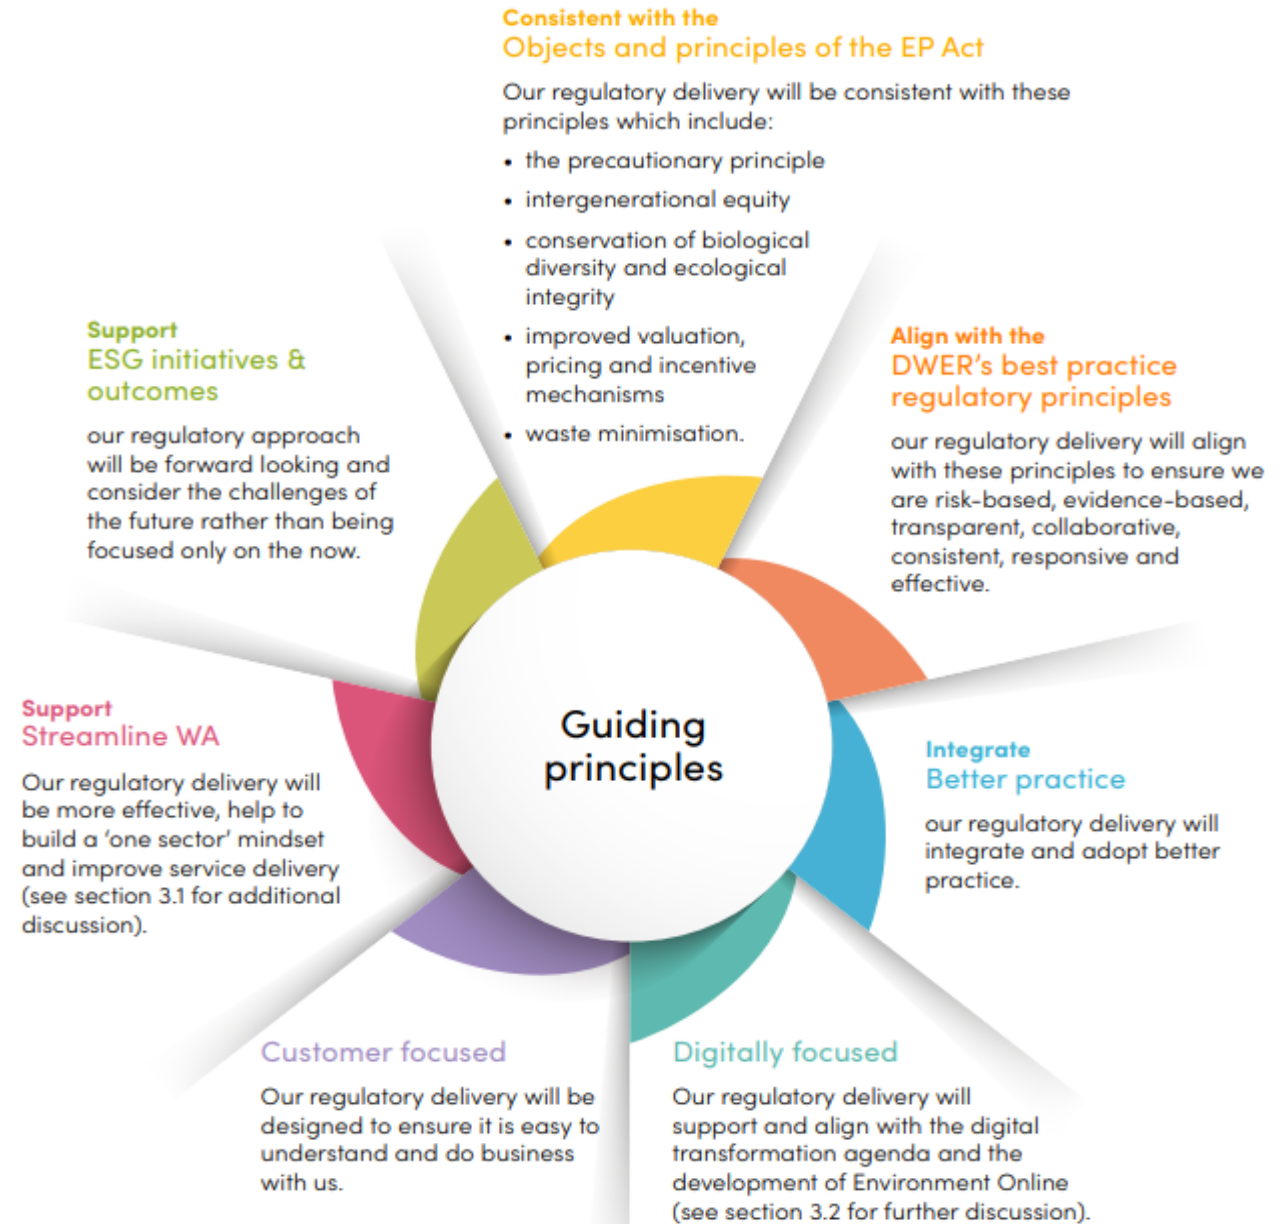 Consistent with the
Objects and principles of the EP Act
Our regulatory delivery will be consistent with these
principles which include:
• the precautionary principle
• intergenerational equity
• conservation of biological
diversity and ecological
integrity
• improved valuation,
pricing and incentive
mechanisms
• waste minimisation.
Align with the
DWER’s best practice
regulatory principles
our regulatory delivery will align
with these principles to ensure we
are risk-based, evidence-based,
transparent, collaborative,
consistent, responsive and
effective.
Integrate
Better practice
our regulatory delivery will
integrate and adopt better
practice.
Digitally focused
Our regulatory delivery will
support and align with the digital
transformation agenda and the
development of Environment Online
(see section 3.2 for further discussion).
Customer focused
Our regulatory delivery will be
designed to ensure it is easy to
understand and do business
with us.
Support
Streamline WA
Our regulatory delivery will
be more effective, help to
build a ‘one sector’ mindset
and improve service delivery
(see section 3.1 for additional
discussion).
Support
ESG initiatives &
outcomes
our regulatory approach
will be forward looking and
consider the challenges of
the future rather than being
focused only on the now.
Guiding
principles